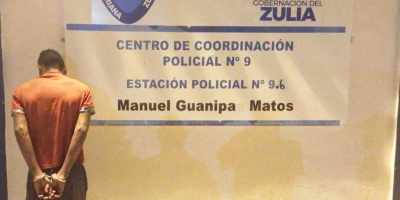 GOBERNACIÓN DEL
ZULIA
CENTRO DE COORDINACIÓN
POLICIAL Nº 9
ESTACIÓN POLICIAL Nº 9.6
Manuel Guanipa Matos